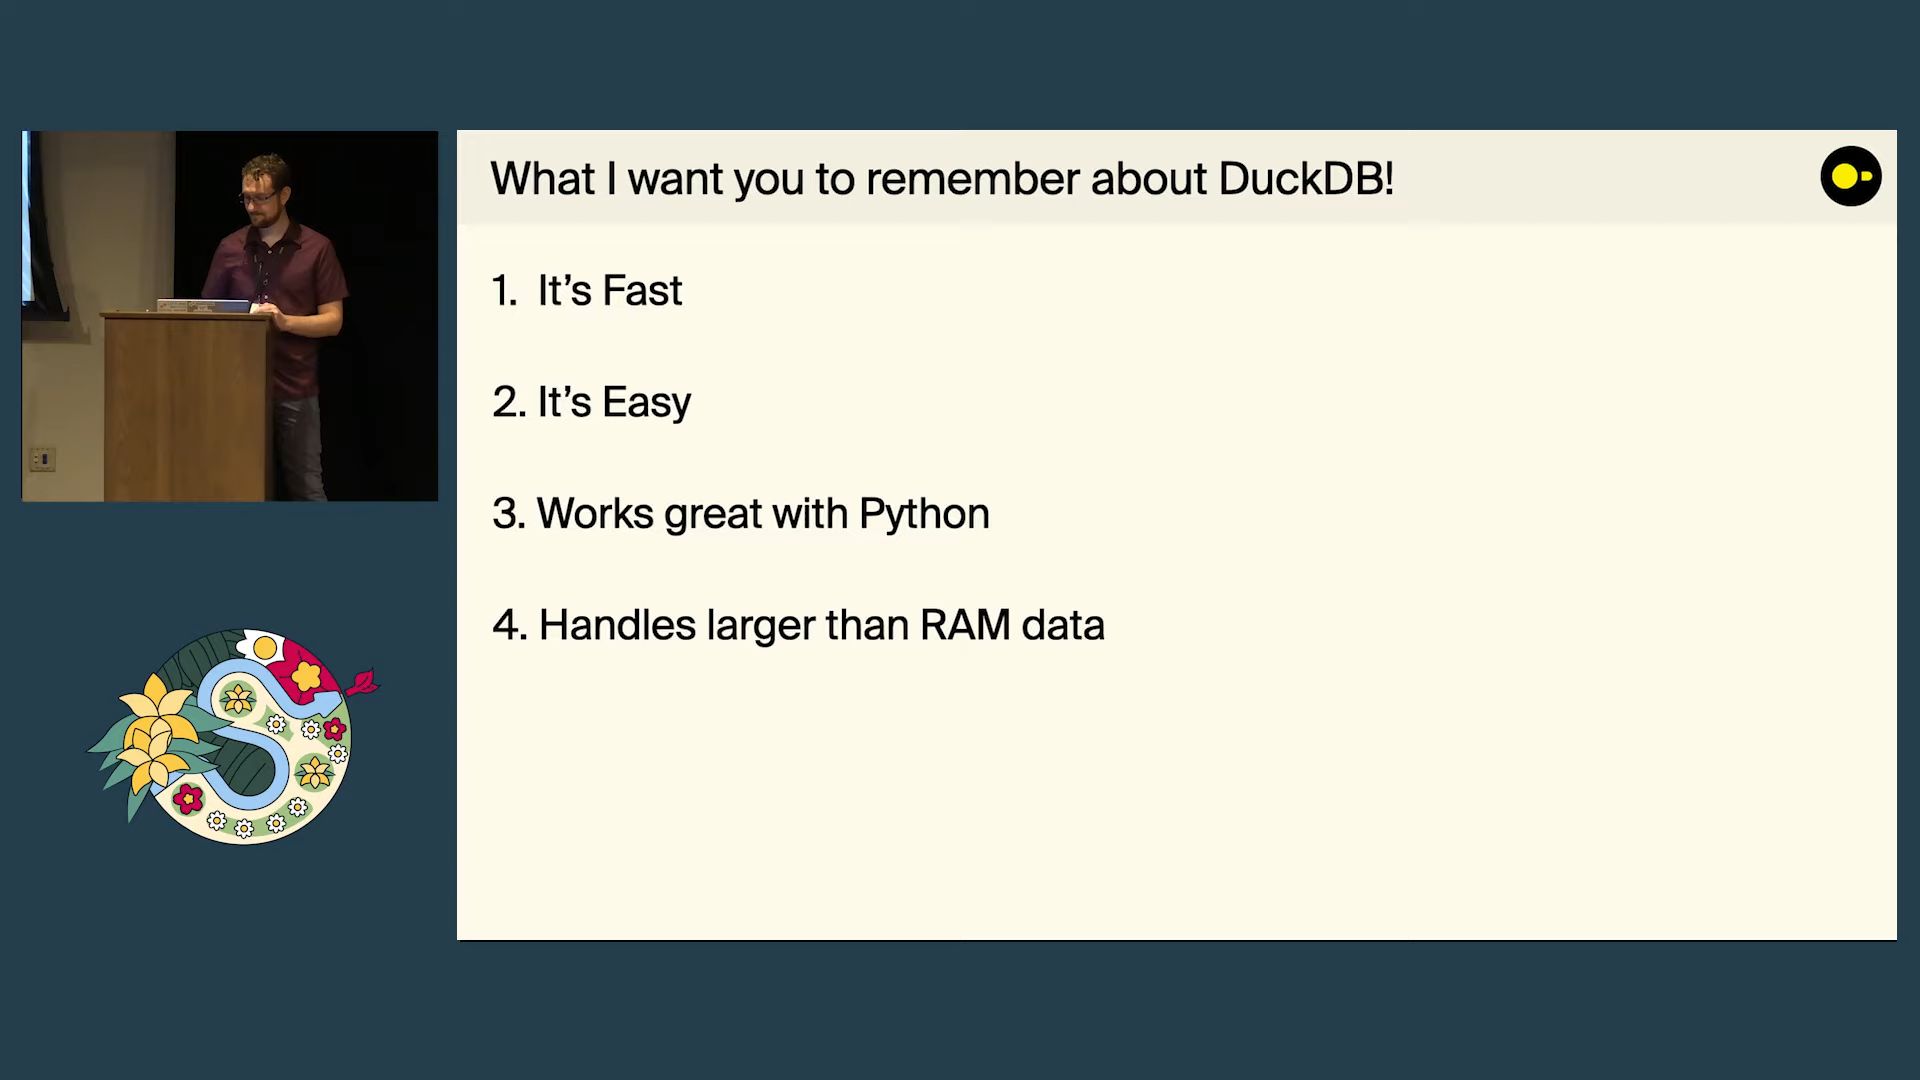 What I want you to remember about DuckDB!
1. It’s Fast
2. It’s Easy
3. Works great with Python
4. Handles larger than RAM data